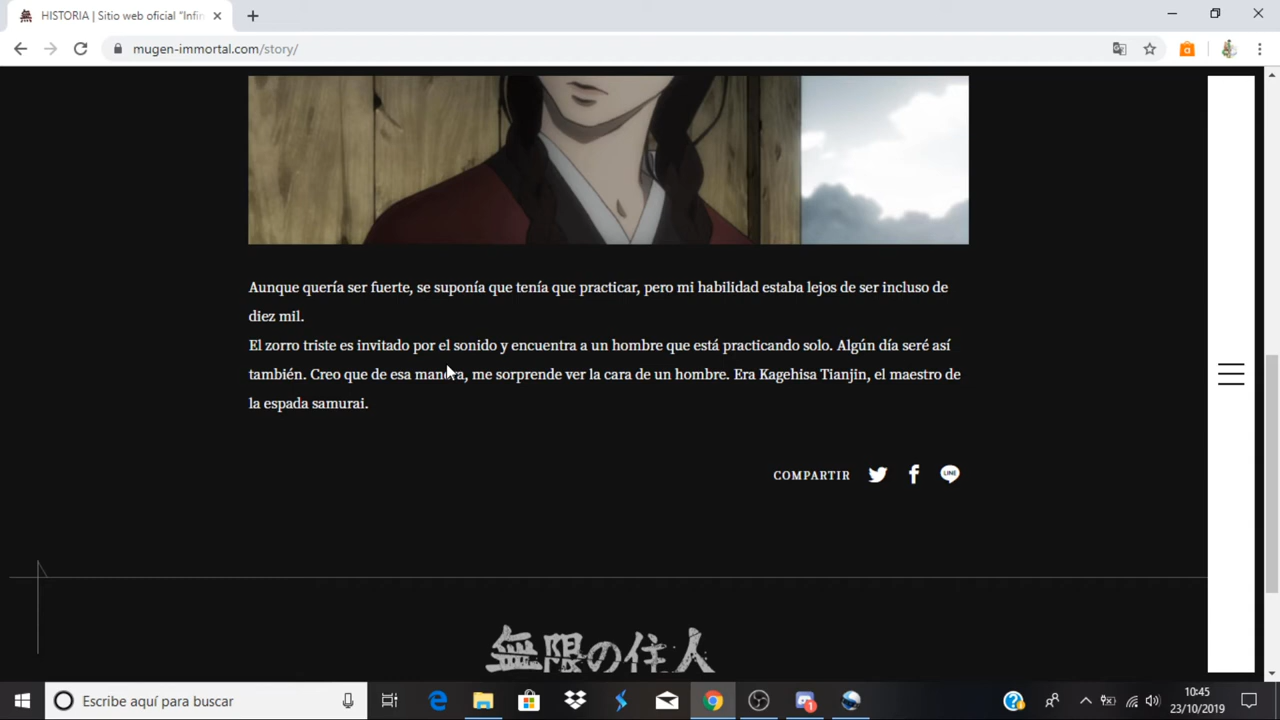 HISTORIA | Sitio web oficial "Infin
mugen-immortal.com/story/
Aunque quería ser fuerte, se suponía que tenía que practicar, pero mi habilidad estaba lejos de ser incluso de
diez mil.
El zorro triste es invitado por el sonido y encuentra a un hombre que está practicando solo. Algún día seré así
también. Creo que de esa manera, me sorprende ver la cara de un hombre. Era Kagehisa Tianjin, el maestro de
la espada samurai.
COMPARTIR
LINE
無限の住人
Escribe aquí para buscar
10:45
23/10/2019